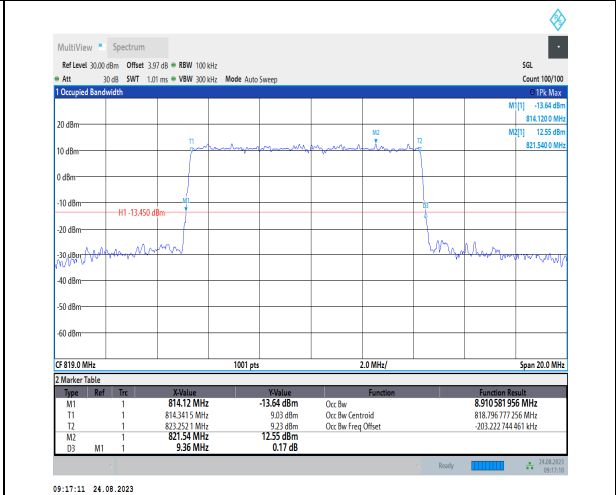 MultiView Spectrum
Ref Level 30.00 dBm Offset 3.97 dB RBW 100 kHz SGL
Att 30 dB SWT 1.01 ms VBW 300 kHz Mode Auto Sweep Count 100/100
1 Occupied Bandwidth 1Pk Max
M1[1] -13.64 dBm
814.120 0 MHz
M2[1] 12.55 dBm
821.540 0 MHz
20 dBm
T1 M2 T2
10 dBm
0 dBm
M1
-10 dBm
D3
H1 -13.450 dBm
-20 dBm
-30 dBm
-40 dBm
-50 dBm
-60 dBm
CF 819.0 MHz 1001 pts 2.0 MHz/ Span 20.0 MHz
2 Marker Table
Type Ref Trc X-Value Y-Value Function Function Result
M1 1 814.12 MHz -13.64 dBm Occ Bw 8.910 581 956 MHz
T1 1 814.341 5 MHz 9.03 dBm Occ Bw Centroid 818.796 777 256 MHz
T2 1 823.252 1 MHz 9.23 dBm Occ Bw Freq Offset -203.222 744 461 kHz
M2 1 821.54 MHz 12.55 dBm
D3 M1 1 9.36 MHz 0.17 dB
Ready 24.08.2023
09:17:10
09:17:11 24.08.2023